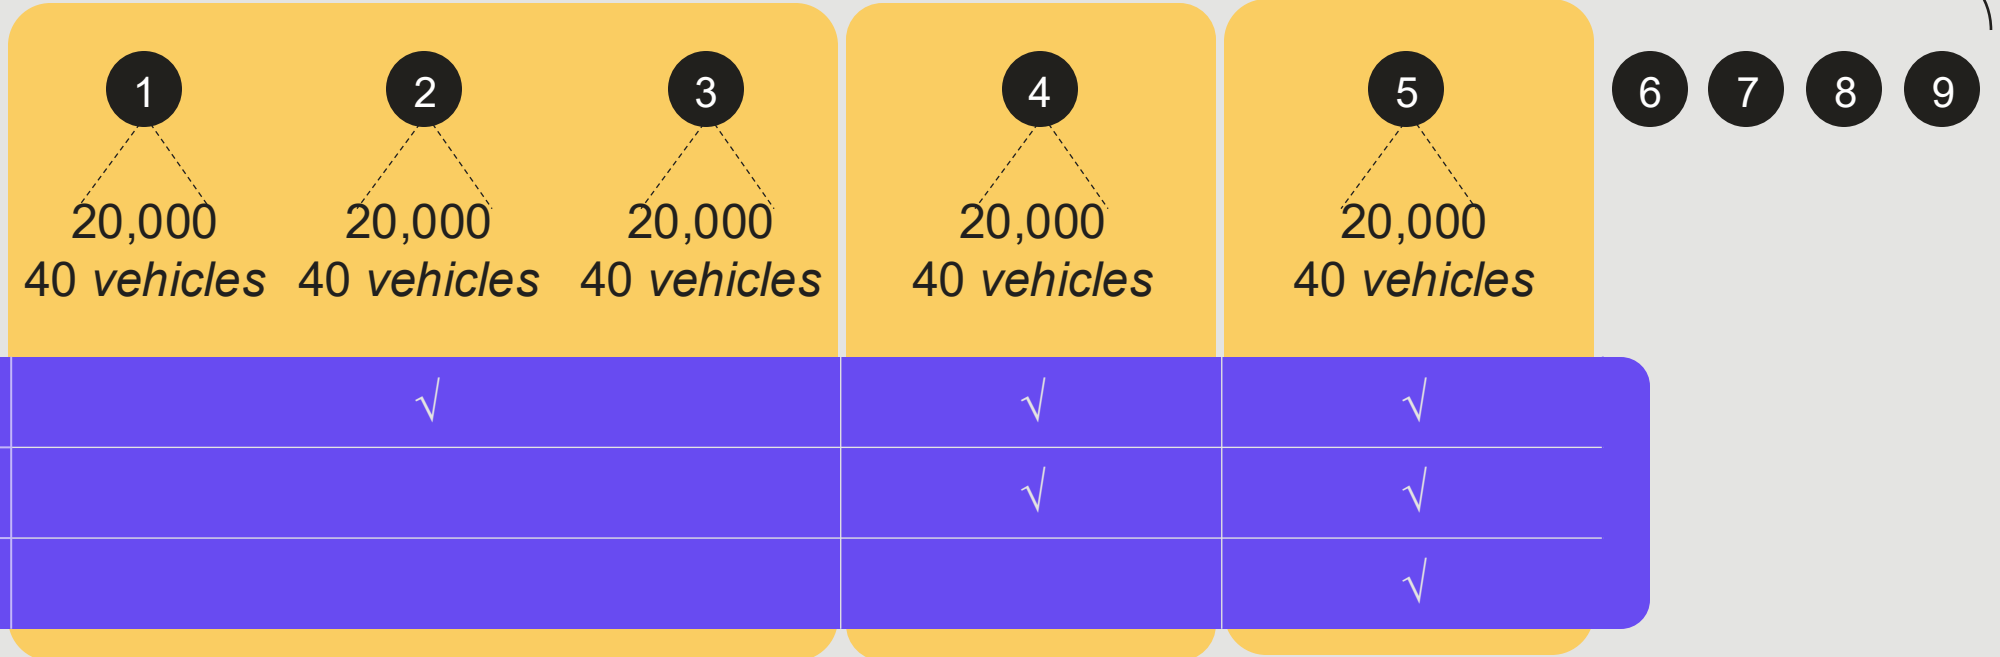 1 2 3 4 5 6 7 8 9
20,000 20,000 20,000 20,000 20,000
40 vehicles 40 vehicles 40 vehicles 40 vehicles 40 vehicles
√ √ √
√ √
√